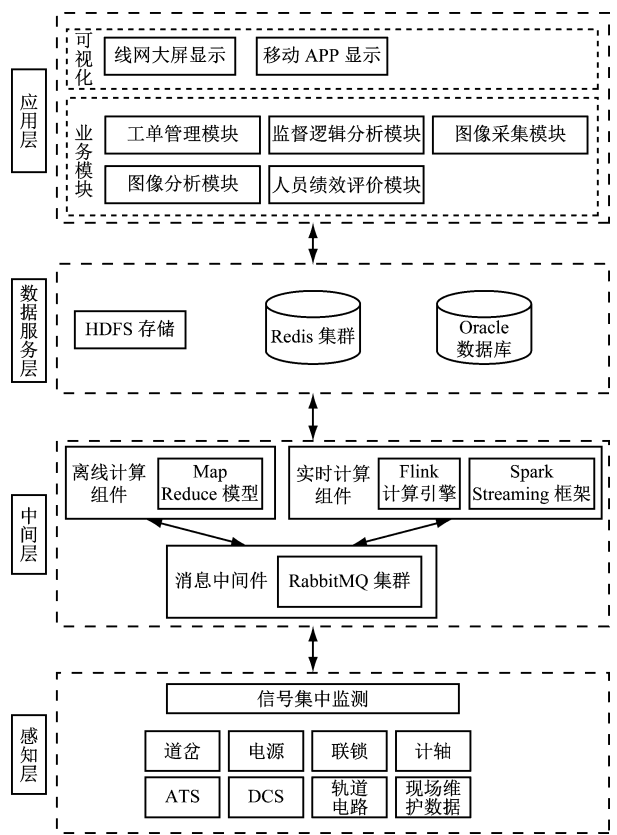 应用层
可视化
线网大屏显示
移动 APP 显示
业务模块
工单管理模块
监督逻辑分析模块
图像采集模块
图像分析模块
人员绩效评价模块
数据服务层
HDFS 存储
Redis 集群
Oracle
数据库
中间层
离线计算
组件
Map
Reduce 模型
实时计算
组件
Flink
计算引擎
Spark
Streaming 框架
消息中间件
RabbitMQ 集群
感知层
信号集中监测
道岔
电源
联锁
计轴
ATS
DCS
轨道
电路
现场维
护数据